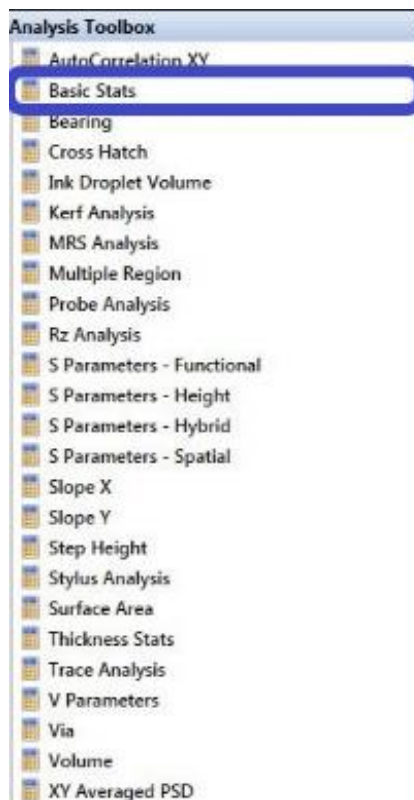 Analysis Toolbox
AutoCorrelation XY
Basic Stats
Bearing
Cross Hatch
Ink Droplet Volume
Kerf Analysis
MRS Analysis
Multiple Region
Probe Analysis
Rz Analysis
S Parameters - Functional
S Parameters - Height
S Parameters - Hybrid
S Parameters - Spatial
Slope X
Slope Y
Step Height
Stylus Analysis
Surface Area
Thickness Stats
Trace Analysis
V Parameters
Via
Volume
XY Averaged PSD